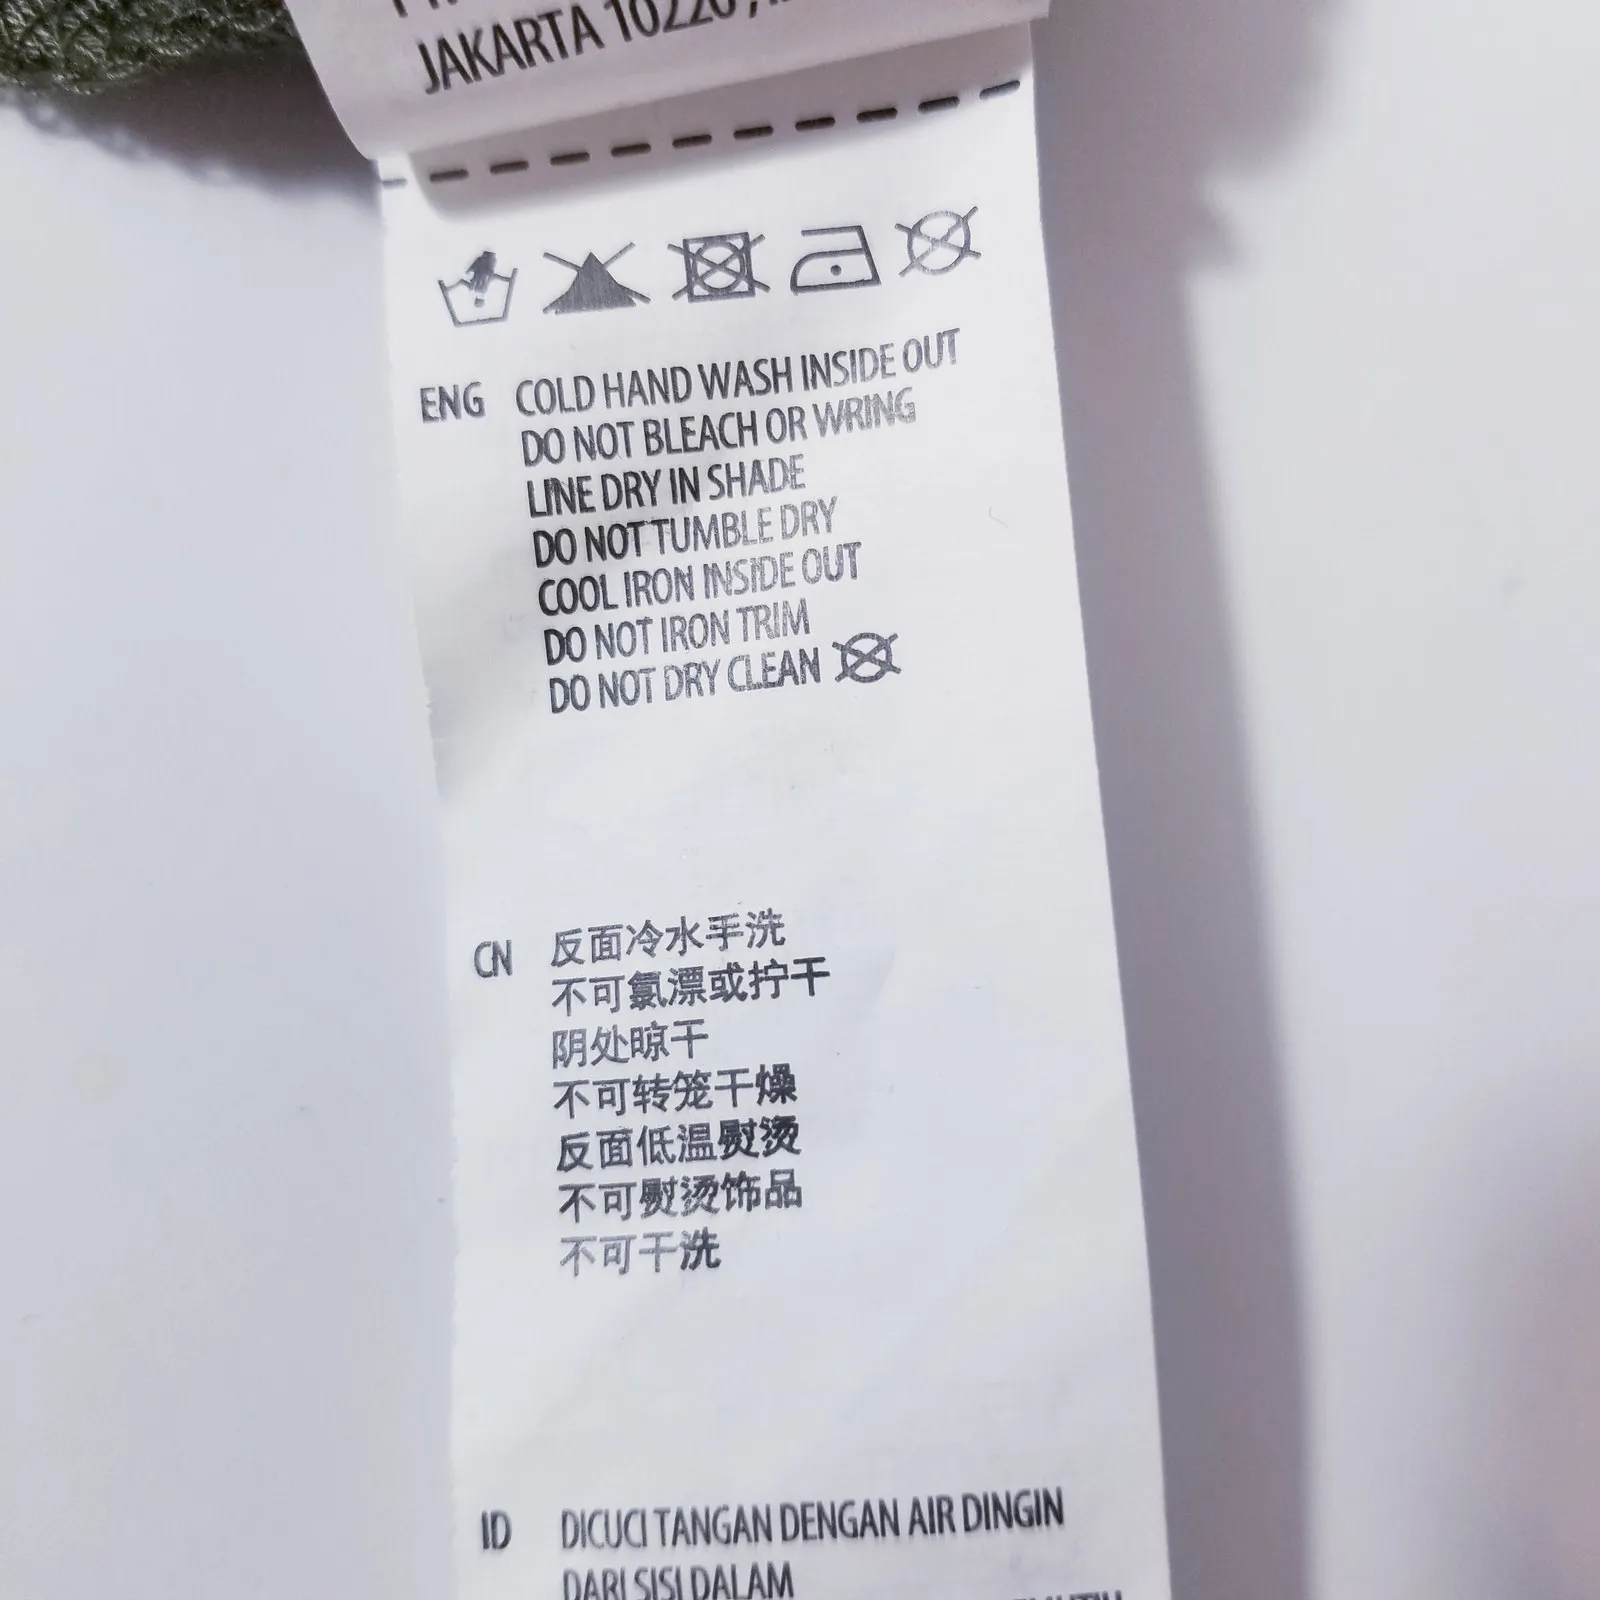 JAKARTA 10220
ENG COLD HAND WASH INSIDE OUT
DO NOT BLEACH OR WRING
LINE DRY IN SHADE
DO NOT TUMBLE DRY
COOL IRON INSIDE OUT
DO NOT IRON TRIM
DO NOT DRY CLEAN
CN 反面冷水手洗
不可氯漂或拧干
阴处晾干
不可转笼干燥
反面低温熨烫
不可熨烫饰品
不可干洗
ID DICUCI TANGAN DENGAN AIR DINGIN
DARI SISI DALAM